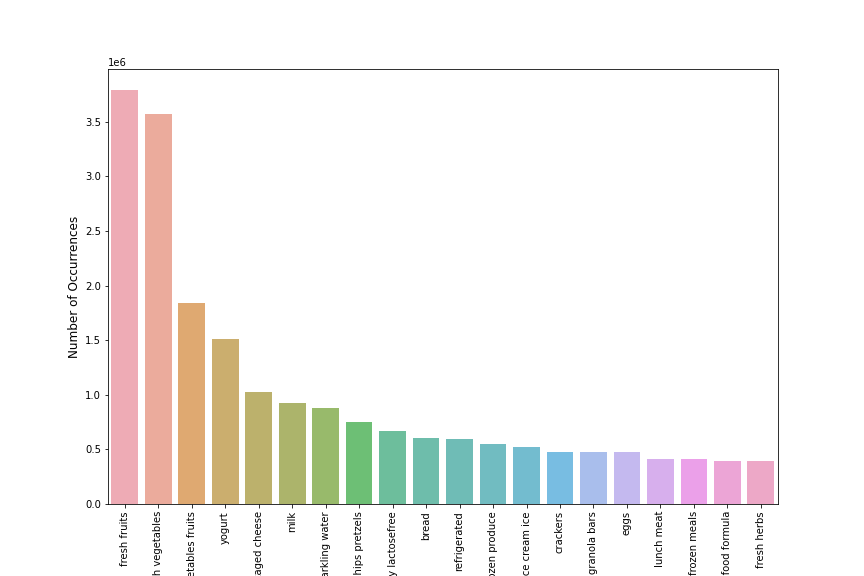 1e6
3.5
3.0
2.5
2.0
1.5
1.0
0.5
0.0
Number of Occurrences
fresh fruits
h vegetables
etables fruits
yogurt
aged cheese
milk
arkling water
hips pretzels
y lactosefree
bread
refrigerated
ozen produce
ce cream ice
crackers
granola bars
eggs
lunch meat
frozen meals
food formula
fresh herbs